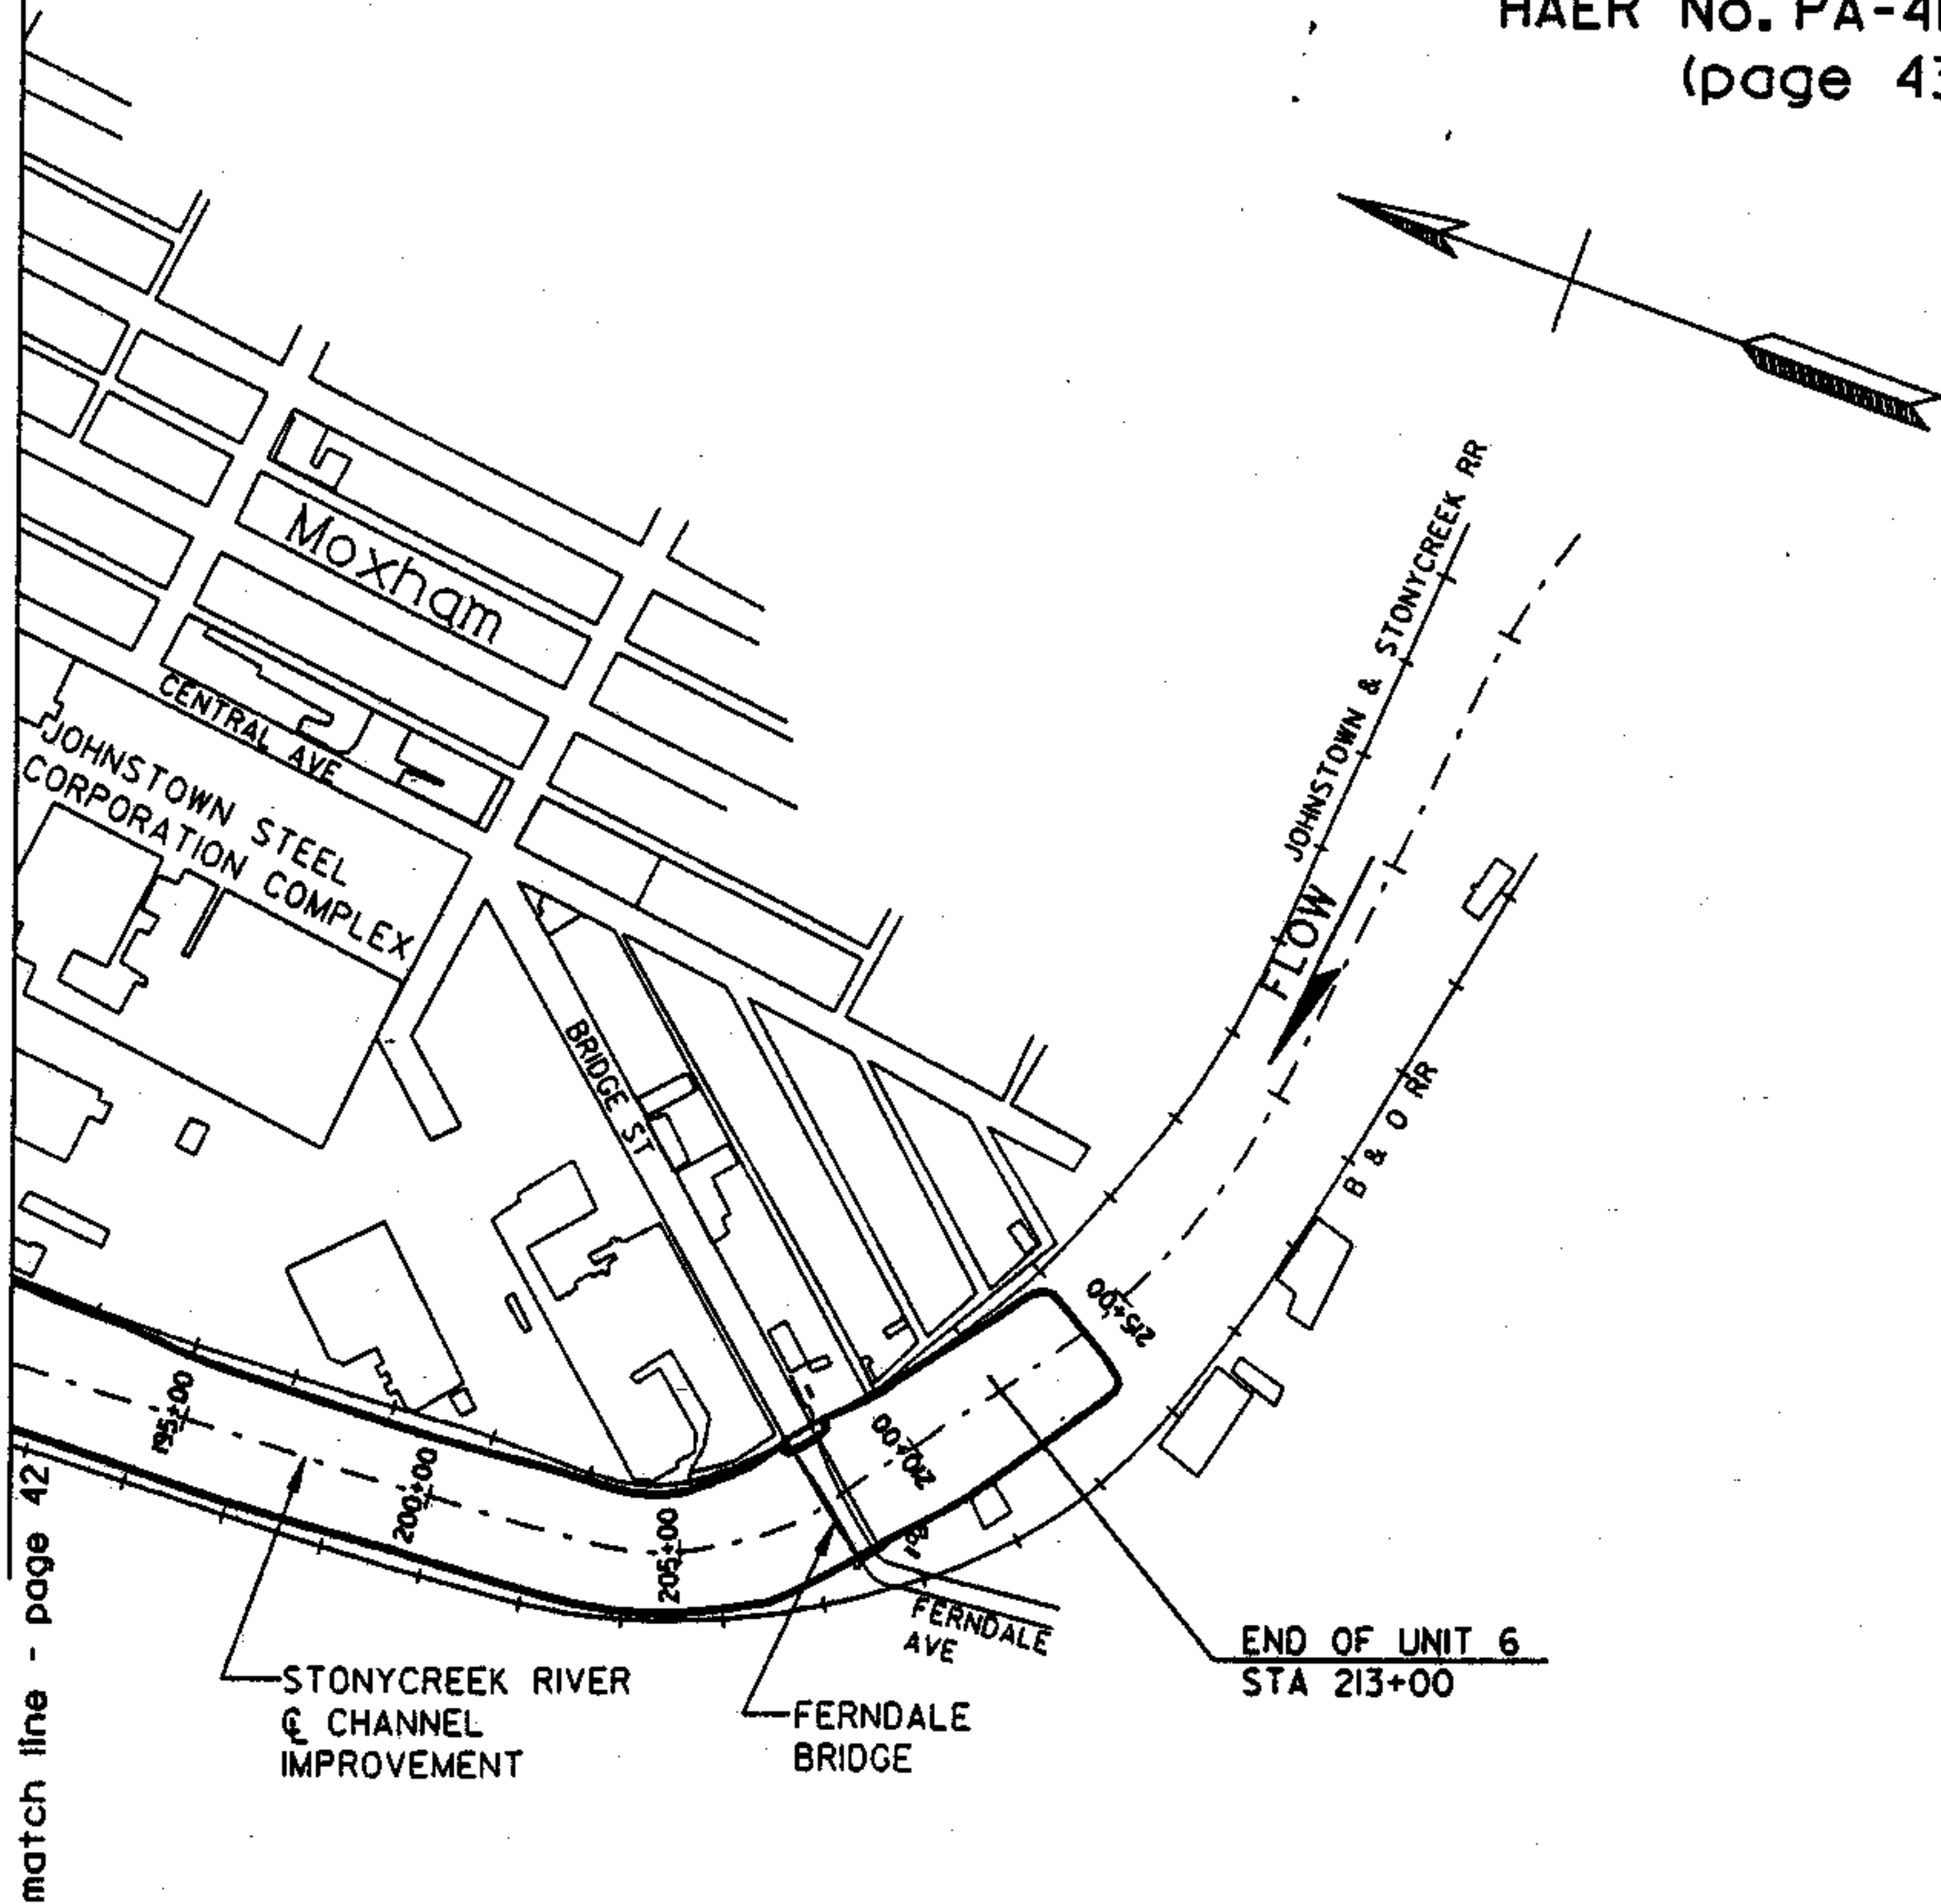 HAER No. PA-4
(page 43
JOHNSTOWN & STONYCREEK RR
Moxham
CENTRAL AVE
JOHNSTOWN STEEL
CORPORATION COMPLEX
FLOW
BRIDGE ST
B & O RR
215+00
195+00
200+00
205+00
210+00
FERNDALE
AVE
END OF UNIT 6
STA 213+00
STONYCREEK RIVER
℄ CHANNEL
IMPROVEMENT
FERNDALE
BRIDGE
match line - page 42